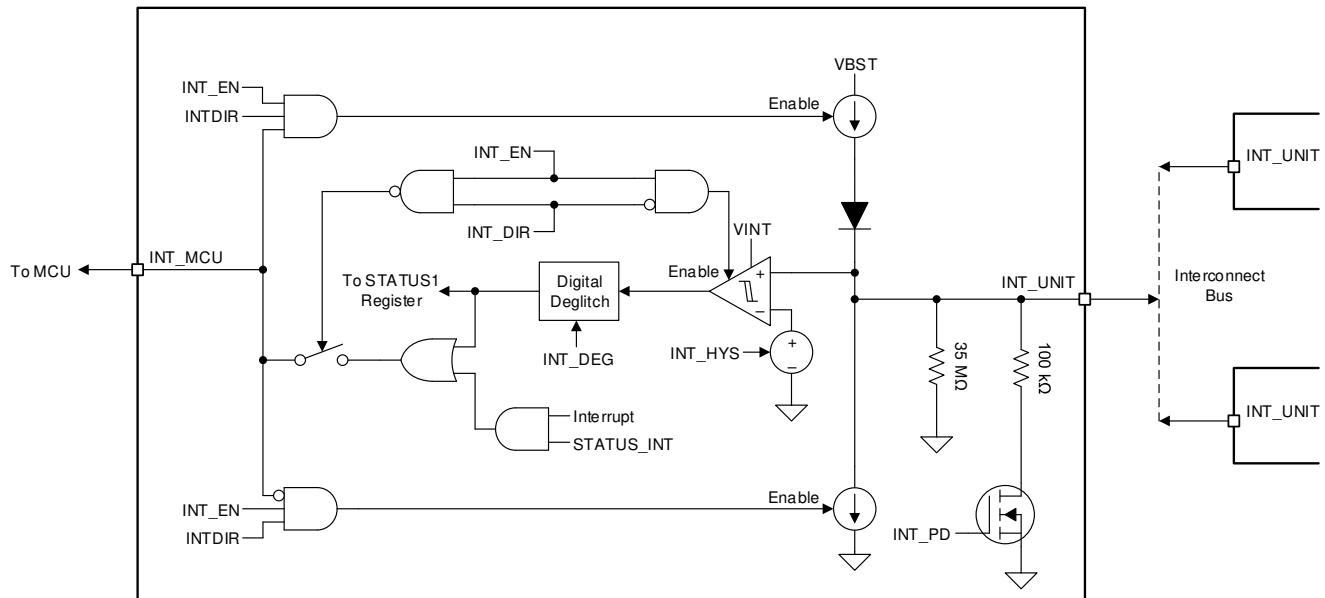 VBST
INT_EN
INTDIR
Enable
INT_UNIT
INT_EN
INT_DIR
VINT
INT_MCU
To MCU
Enable
To STATUS1
Register
Digital
Deglitch
INT_UNIT
Interconnect
Bus
INT_DEG
INT_HYS
35 MΩ
100 kΩ
Interrupt
STATUS_INT
INT_UNIT
INT_EN
INTDIR
Enable
INT_PD